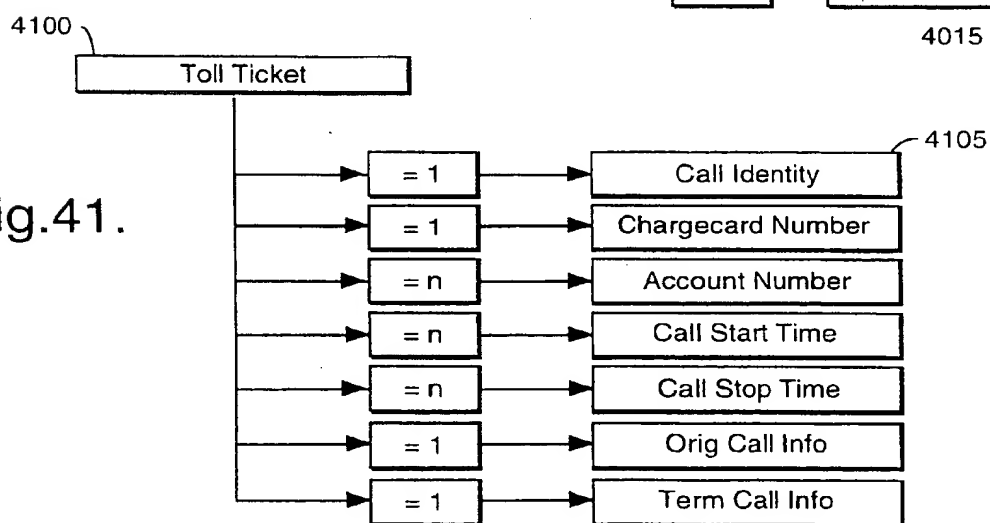 4100
4015
Toll Ticket
4105
= 1 Call Identity
= 1 Chargecard Number
ig.41.
= n Account Number
= n Call Start Time
= n Call Stop Time
= 1 Orig Call Info
= 1 Term Call Info